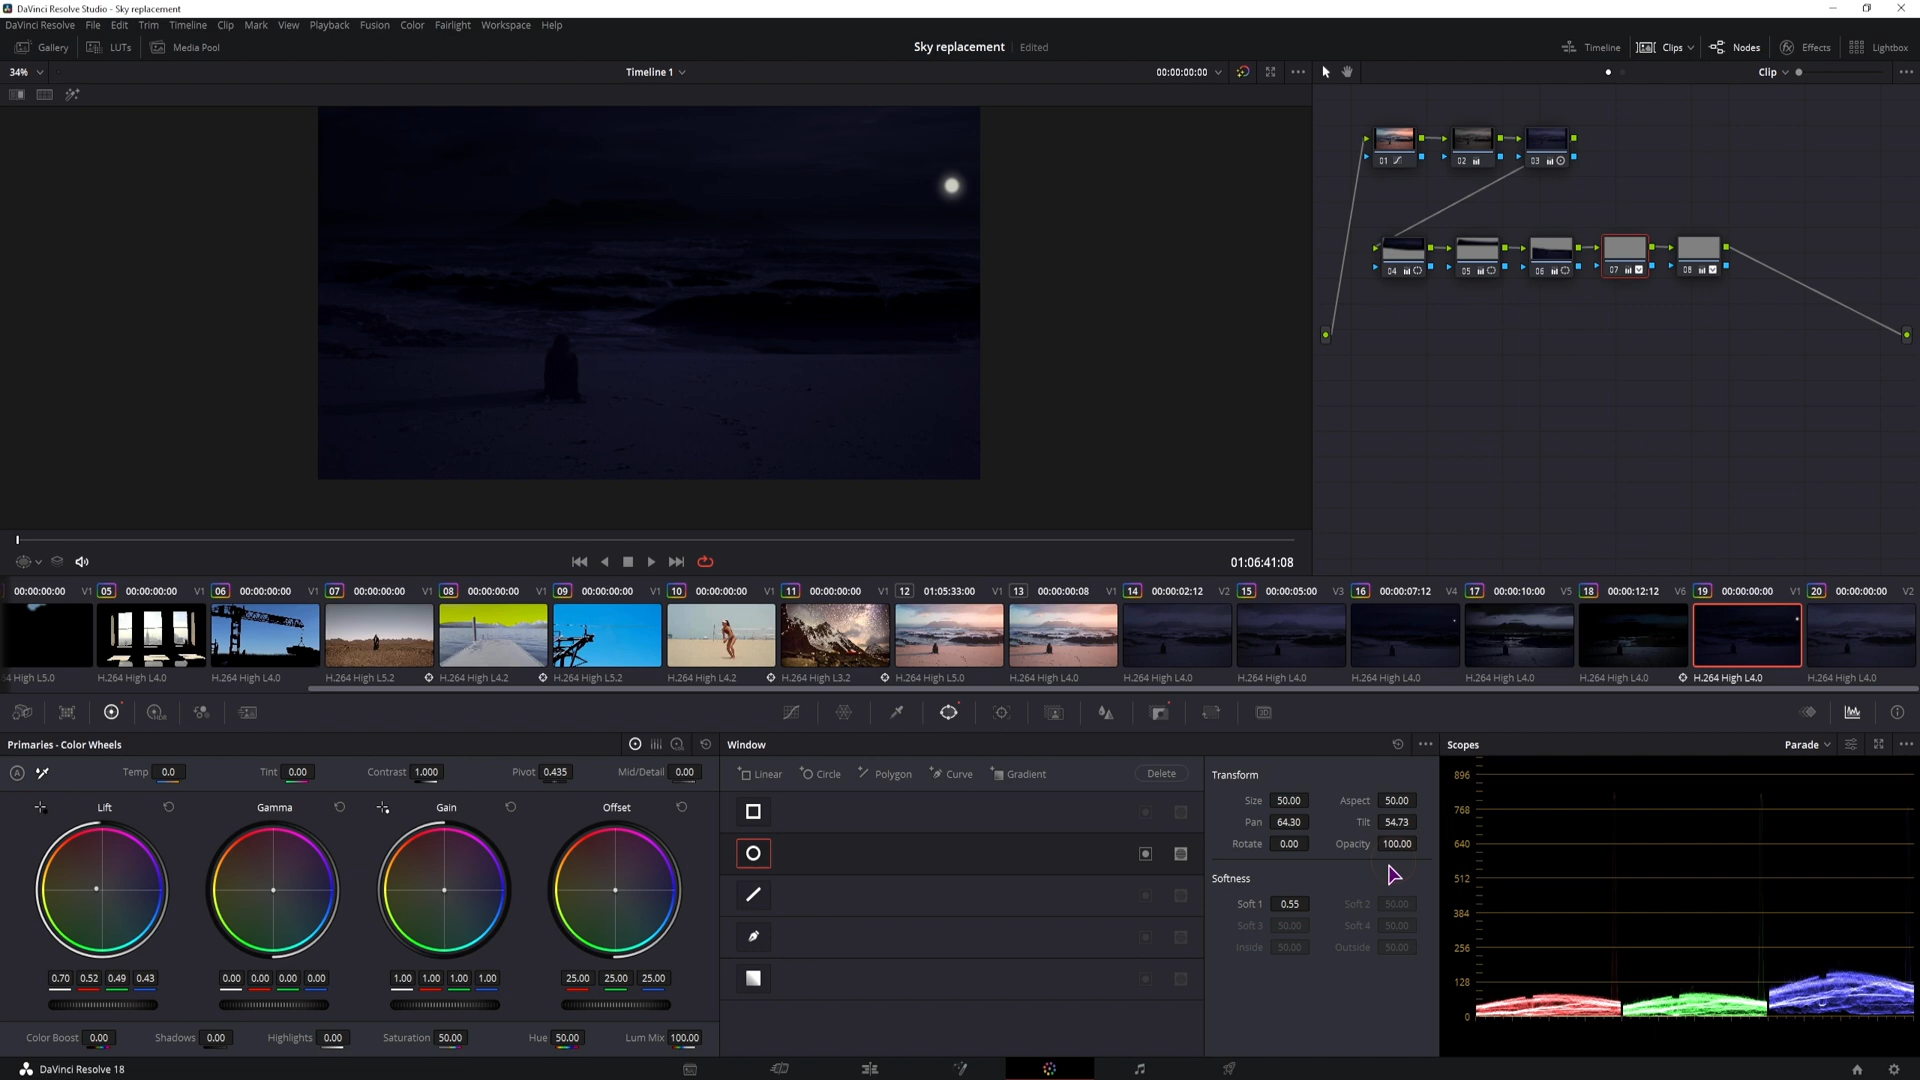 DaVinci Resolve Studio - Sky replacement
DaVinci Resolve File Edit Trim Timeline Clip Mark View Playback Fusion Color Fairlight Workspace Help
Gallery LUTs Media Pool Sky replacement Edited Timeline Clips Nodes Effects Lightbox
34% Timeline 1 00:00:00:00 Clip
01 02 03
04 05 06 07 08
01:06:41:08
00:00:00:00 V1 05 00:00:00:00 V1 06 00:00:00:00 V1 07 00:00:00:00 V1 08 00:00:00:00 V1 09 00:00:00:00 V1 10 00:00:00:00 V1 11 00:00:00:00 V1 12 01:05:33:00 V1 13 00:00:00:08 V1 14 00:00:02:12 V2 15 00:00:05:00 V3 16 00:00:07:12 V4 17 00:00:10:00 V5 18 00:00:12:12 V6 19 00:00:00:00 V1 20 00:00:00:00 V2
54 High L5.0 H.264 High L4.0 H.264 High L4.0 H.264 High L5.2 H.264 High L4.2 H.264 High L5.2 H.264 High L4.2 H.264 High L3.2 H.264 High L5.0 H.264 High L4.0 H.264 High L4.0 H.264 High L4.0 H.264 High L4.0 H.264 High L4.0 H.264 High L4.0 H.264 High L4.0 H.264 High L4.0
Primaries - Color Wheels
Temp 0.0 Tint 0.00 Contrast 1.000 Pivot 0.435 Mid/Detail 0.00
Lift Gamma Gain Offset
0.70 0.52 0.49 0.43 0.00 0.00 0.00 0.00 1.00 1.00 1.00 1.00 25.00 25.00 25.00
Color Boost 0.00 Shadows 0.00 Highlights 0.00 Saturation 50.00 Hue 50.00 Lum Mix 100.00
Window
Linear Circle Polygon Curve Gradient Delete
Transform
Size 50.00 Aspect 50.00
Pan 64.30 Tilt 54.73
Rotate 0.00 Opacity 100.00
Softness
Soft 1 0.55 Soft 2 50.00
Soft 3 50.00 Soft 4 50.00
Inside 50.00 Outside 50.00
Scopes Parade
896
768
640
512
384
256
128
0
DaVinci Resolve 18